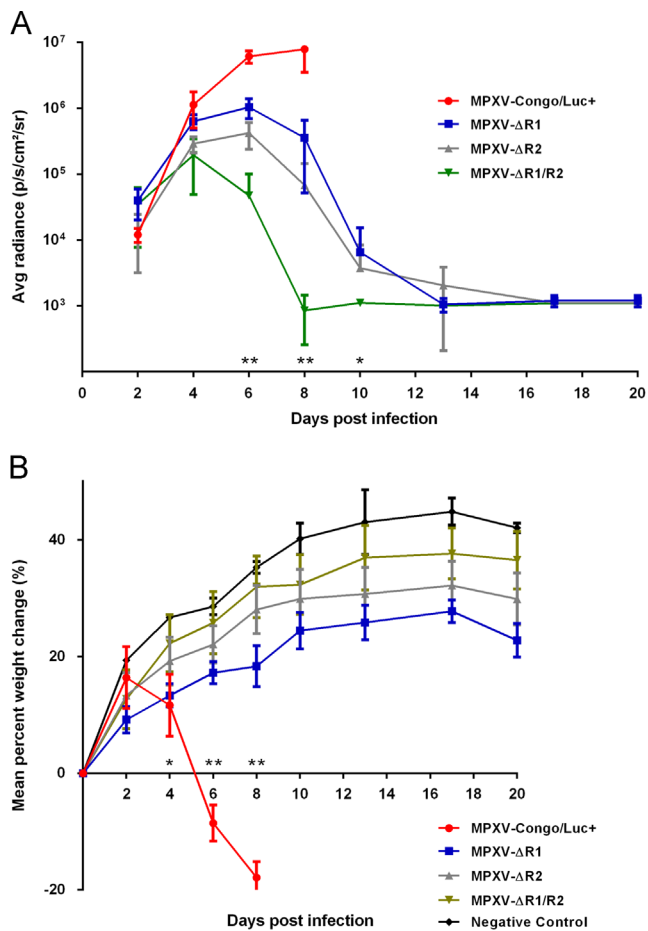 A
10⁷
10⁶
10⁵
10⁴
10³
Avg radiance (p/s/cm²/sr)
MPXV-Congo/Luc+
MPXV-ΔR1
MPXV-ΔR2
MPXV-ΔR1/R2
** ** *
0 2 4 6 8 10 12 14 16 18 20
Days post infection
B
40
20
0
-20
Mean percent weight change (%)
* ** **
2 4 6 8 10 12 14 16 18 20
MPXV-Congo/Luc+
MPXV-ΔR1
MPXV-ΔR2
MPXV-ΔR1/R2
Negative Control
Days post infection